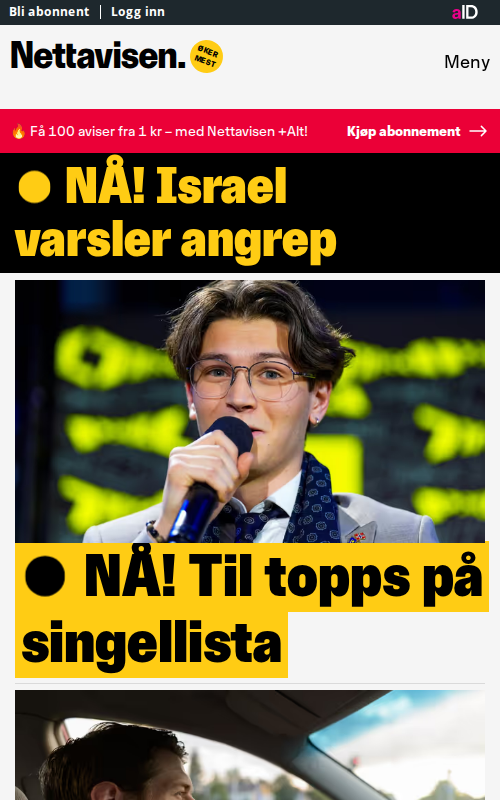 Bli abonnent | Logg inn
aID
Nettavisen.
ØKER
MEST
Meny
🔥 Få 100 aviser fra 1 kr – med Nettavisen +Alt!
Kjøp abonnement →
● NÅ! Israel
varsler angrep
● NÅ! Til topps på
singellista